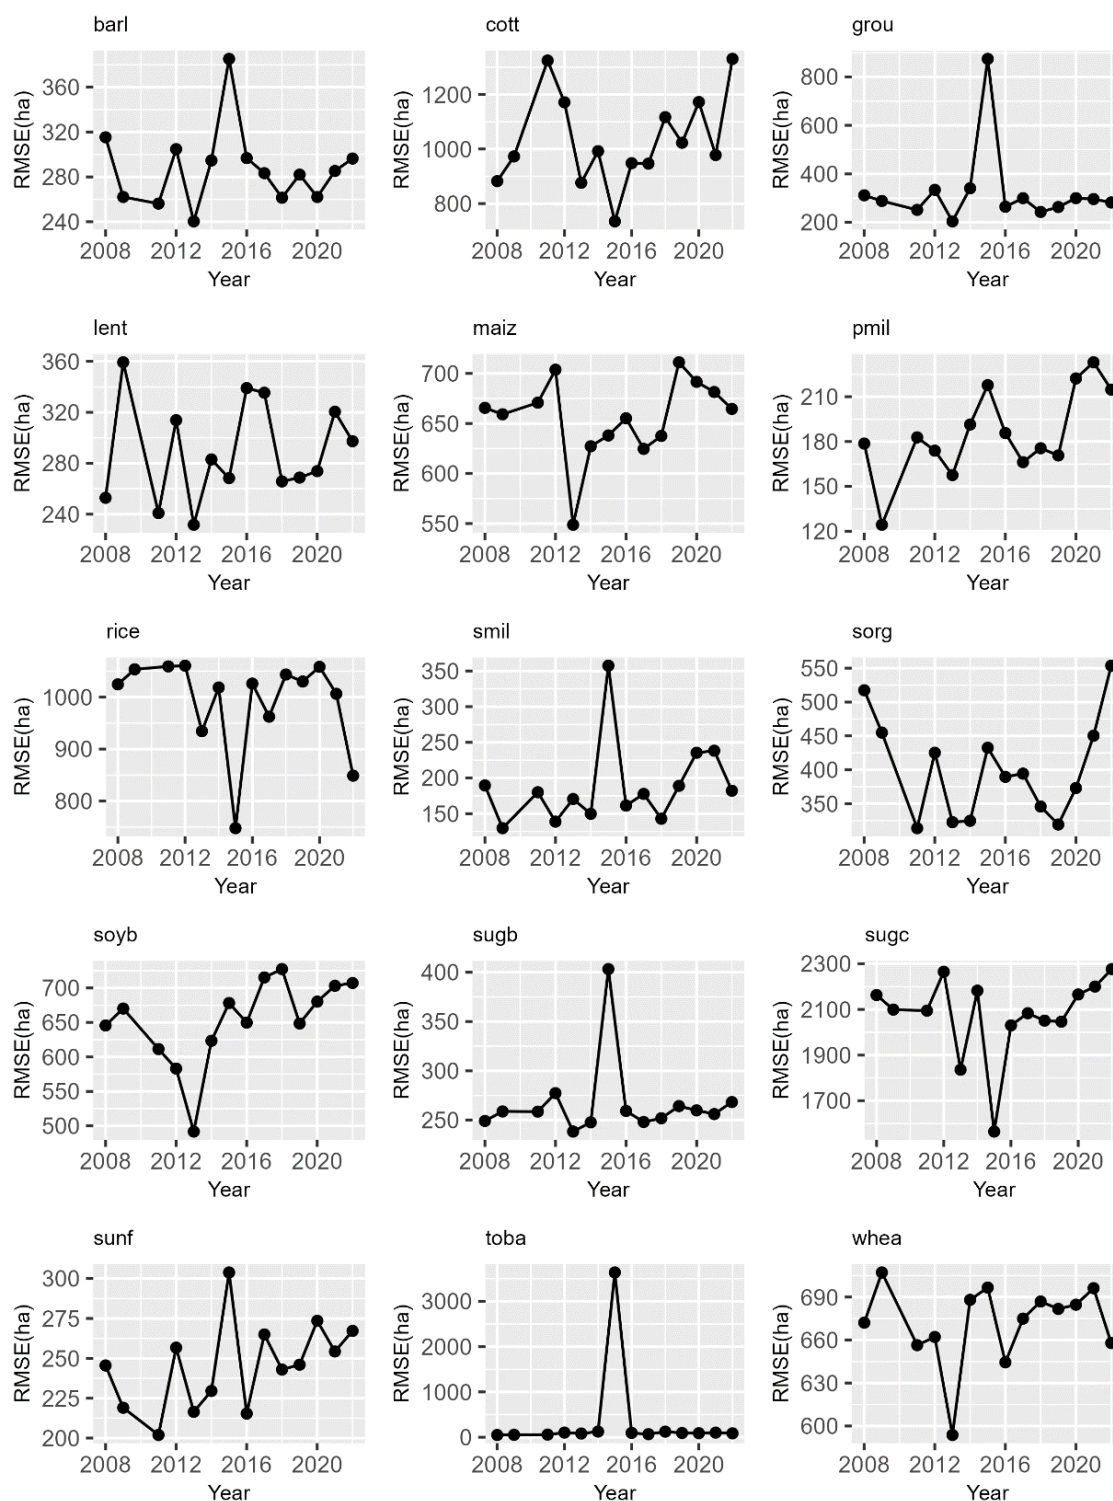 barl
cott
grou
RMSE(ha)
360
320
280
240
2008 2012 2016 2020
Year
RMSE(ha)
1200
1000
800
2008 2012 2016 2020
Year
RMSE(ha)
800
600
400
200
2008 2012 2016 2020
Year
lent
maiz
pmil
RMSE(ha)
360
320
280
240
2008 2012 2016 2020
Year
RMSE(ha)
700
650
600
550
2008 2012 2016 2020
Year
RMSE(ha)
210
180
150
120
2008 2012 2016 2020
Year
rice
smil
sorg
RMSE(ha)
1000
900
800
2008 2012 2016 2020
Year
RMSE(ha)
350
300
250
200
150
2008 2012 2016 2020
Year
RMSE(ha)
550
500
450
400
350
2008 2012 2016 2020
Year
soyb
sugb
sugc
RMSE(ha)
700
650
600
550
500
2008 2012 2016 2020
Year
RMSE(ha)
400
350
300
250
2008 2012 2016 2020
Year
RMSE(ha)
2300
2100
1900
1700
2008 2012 2016 2020
Year
sunf
toba
whea
RMSE(ha)
300
275
250
225
200
2008 2012 2016 2020
Year
RMSE(ha)
3000
2000
1000
0
2008 2012 2016 2020
Year
RMSE(ha)
690
660
630
600
2008 2012 2016 2020
Year